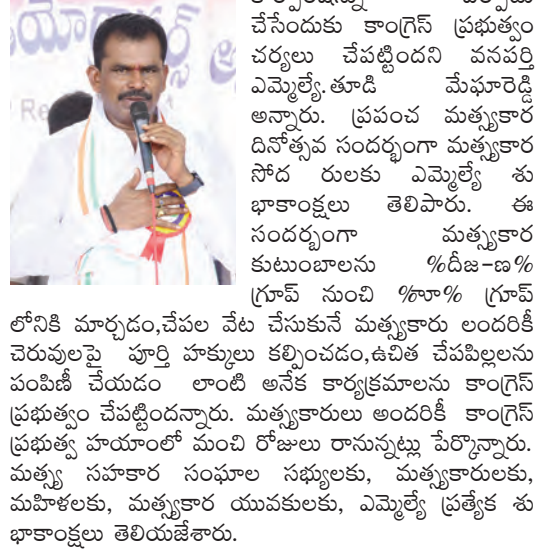 చేసేందుకు కాంగ్రెస్ ప్రభుత్వం
చర్యలు చేపట్టిందని వనపర్తి
ఎమ్మెల్యే.తూడి మేఘారెడ్డి
అన్నారు. ప్రపంచ మత్స్యకార
దినోత్సవ సందర్భంగా మత్స్యకార
సోద రులకు ఎమ్మెల్యే శు
భాకాంక్షలు తెలిపారు. ఈ
సందర్బంగా మత్స్యకార
కుటుంబాలను %దీజ-ణ%
గ్రూప్ నుంచి %ూ% గ్రూప్
లోనికి మార్చడం,చేపల వేట చేసుకునే మత్స్యకారు లందరికీ
చెరువులపై పూర్తి హక్కులు కల్పించడం,ఉచిత చేపపిల్లలను
పంపిణీ చేయడం లాంటి అనేక కార్యక్రమాలను కాంగ్రెస్
ప్రభుత్వం చేపట్టిందన్నారు. మత్స్యకారులు అందరికీ కాంగ్రెస్
ప్రభుత్వ హయాంలో మంచి రోజులు రానున్నట్లు పేర్కొన్నారు.
మత్స్య సహకార సంఘాల సభ్యులకు, మత్స్యకారులకు,
మహిళలకు, మత్స్యకార యువకులకు, ఎమ్మెల్యే ప్రత్యేక శు
భాకాంక్షలు తెలియజేశారు.